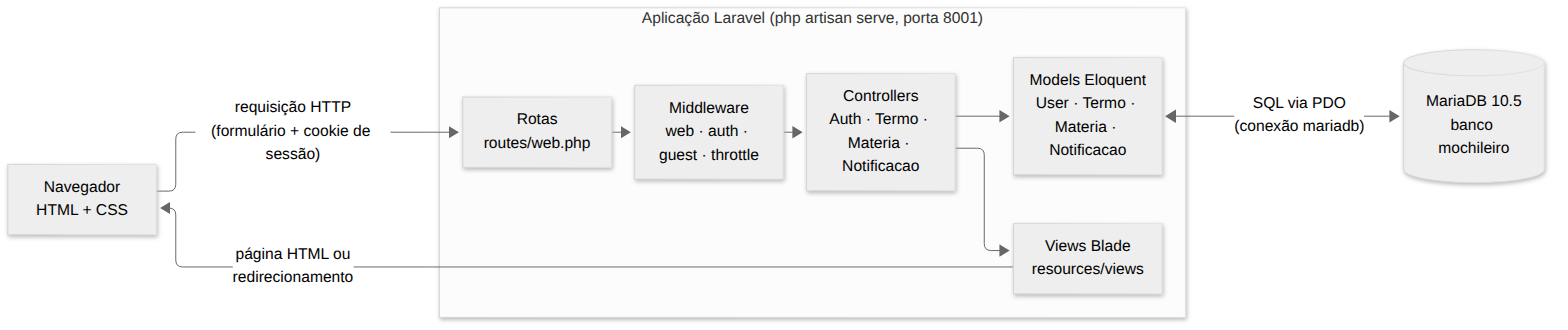 Aplicação Laravel (php artisan serve, porta 8001)
requisição HTTP
(formulário + cookie de
sessão)
Navegador
HTML + CSS
página HTML ou
redirecionamento
Rotas
routes/web.php
Middleware
web · auth ·
guest · throttle
Controllers
Auth · Termo ·
Materia ·
Notificacao
Models Eloquent
User · Termo ·
Materia ·
Notificacao
Views Blade
resources/views
SQL via PDO
(conexão mariadb)
MariaDB 10.5
banco
mochileiro